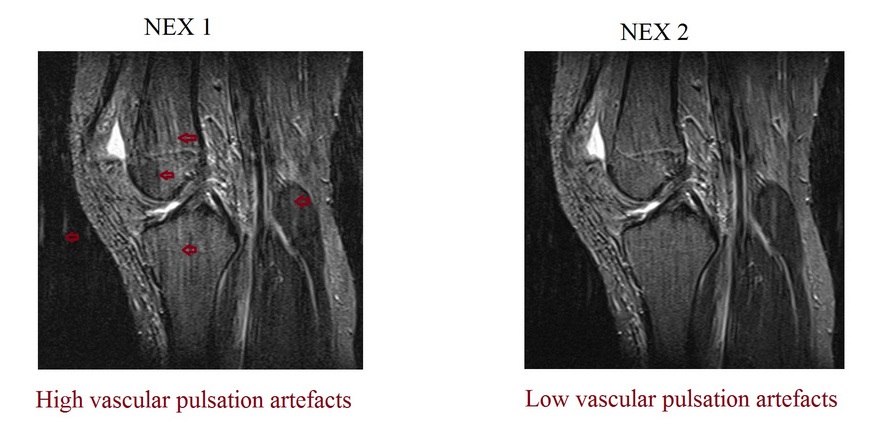 NEX 1
NEX 2
High vascular pulsation artefacts
Low vascular pulsation artefacts